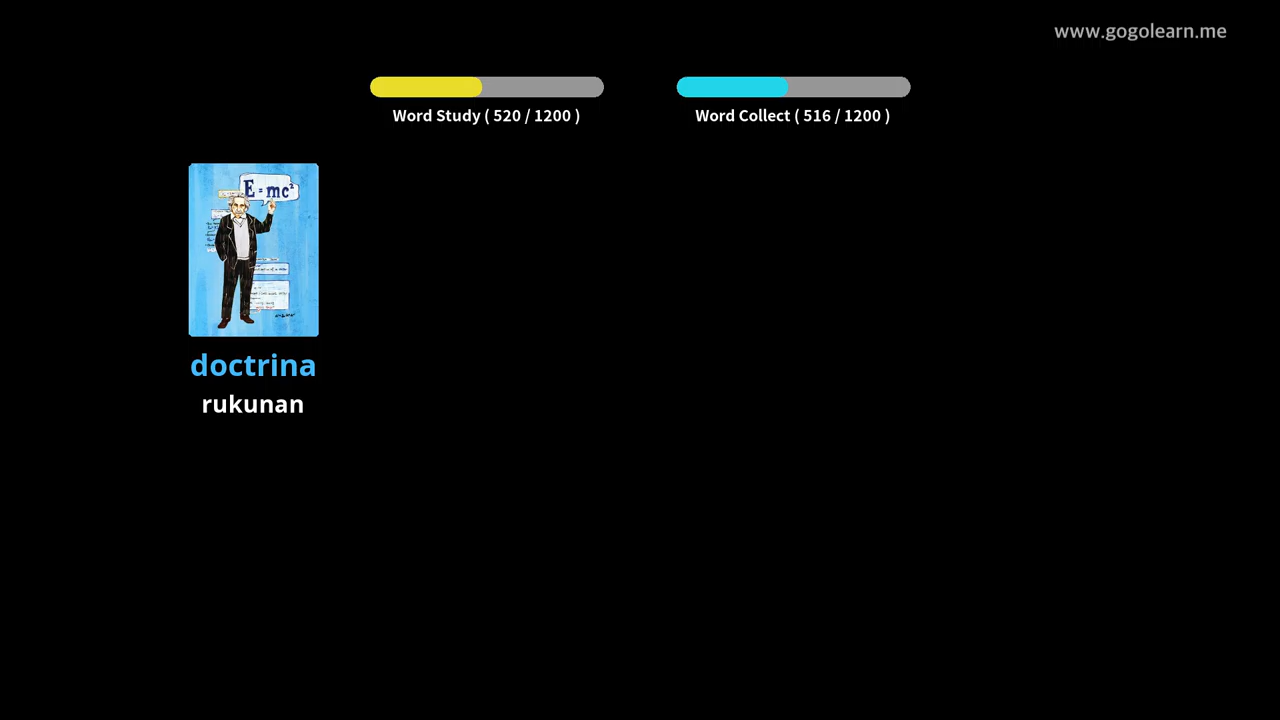 www.gogolearn.me
Word Study ( 520 / 1200 )
Word Collect ( 516 / 1200 )
E = mc²
doctrina
rukunan